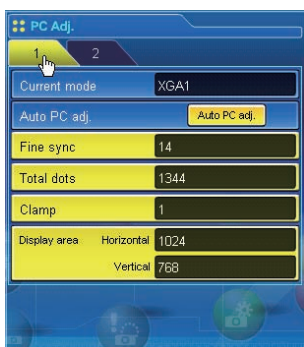 PC Adj.
1 2
Current mode XGA1
Auto PC adj. Auto PC adj.
Fine sync 14
Total dots 1344
Clamp 1
Display area Horizontal 1024
Vertical 768